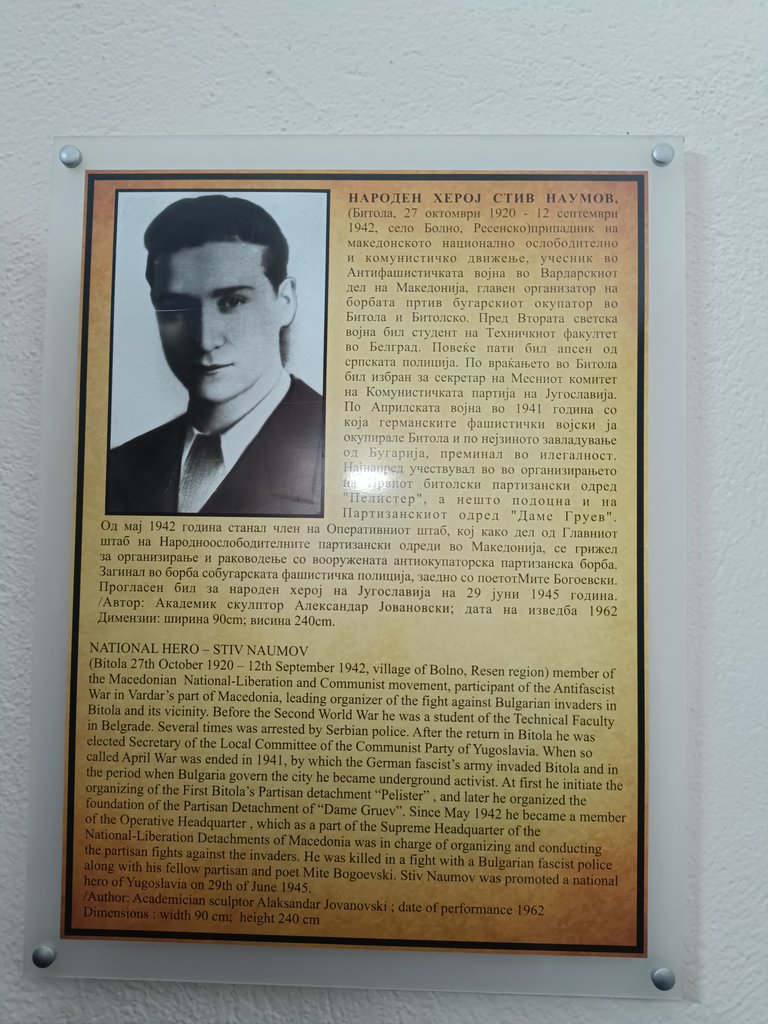 НАРОДЕН ХЕРОЈ СТИВ НАУМОВ,
(Битола, 27 октомври 1920 - 12 септември
1942, село Болно, Ресенско)припадник на
македонското национално ослободително
и комунистичко движење, учесник во
Антифашистичката војна во Вардарскиот
дел на Македонија, главен организатор на
борбата пртив бугарскиот окупатор во
Битола и Битолско. Пред Втората светска
војна бил студент на Техничкиот факултет
во Белград. Повеќе пати бил апсен од
српската полиција. По враќањето во Битола
бил избран за секретар на Месниот комитет
на Комунистичката партија на Југославија.
По Априлската војна во 1941 година со
која германските фашистички војски ја
окупирале Битола и по нејзиното завладување
од Бугарија, преминал во илегалност.
Најнапред учествувал во во организирањето
на Првиот битолски партизански одред
"Пелистер", а нешто подоцна и на
Партизанскиот одред "Даме Груев".
Од мај 1942 година станал член на Оперативниот штаб, кој како дел од Главниот
штаб на Народноослободителните партизански одреди во Македонија, се грижел
за организирање и раководење со вооружената антиокупаторска партизанска борба.
Загинал во борба собугарската фашистичка полиција, заедно со поетотМите Богоевски.
Прогласен бил за народен херој на Југославија на 29 јуни 1945 година.
/Автор: Академик скулптор Александар Јовановски; дата на изведба 1962
Димензии: ширина 90cm; висина 240cm.
NATIONAL HERO – STIV NAUMOV
(Bitola 27th October 1920 – 12th September 1942, village of Bolno, Resen region) member of
the Macedonian National-Liberation and Communist movement, participant of the Antifascist
War in Vardar's part of Macedonia, leading organizer of the fight against Bulgarian invaders in
Bitola and its vicinity. Before the Second World War he was a student of the Technical Faculty
in Belgrade. Several times was arrested by Serbian police. After the return in Bitola he was
elected Secretary of the Local Committee of the Communist Party of Yugoslavia. When so
called April War was ended in 1941, by which the German fascist's army invaded Bitola and in
the period when Bulgaria govern the city he became underground activist. At first he initiate the
organizing of the First Bitola's Partisan detachment “Pelister” , and later he organized the
foundation of the Partisan Detachment of “Dame Gruev”. Since May 1942 he became a member
of the Operative Headquarter , which as a part of the Supreme Headquarter of the
National-Liberation Detachments of Macedonia was in charge of organizing and conducting
the partisan fights against the invaders. He was killed in a fight with a Bulgarian fascist police
along with his fellow partisan and poet Mite Bogoevski. Stiv Naumov was promoted a national
hero of Yugoslavia on 29th of June 1945.
/Author: Academician sculptor Alaksandar Jovanovski ; date of performance 1962
Dimensions : width 90 cm; height 240 cm